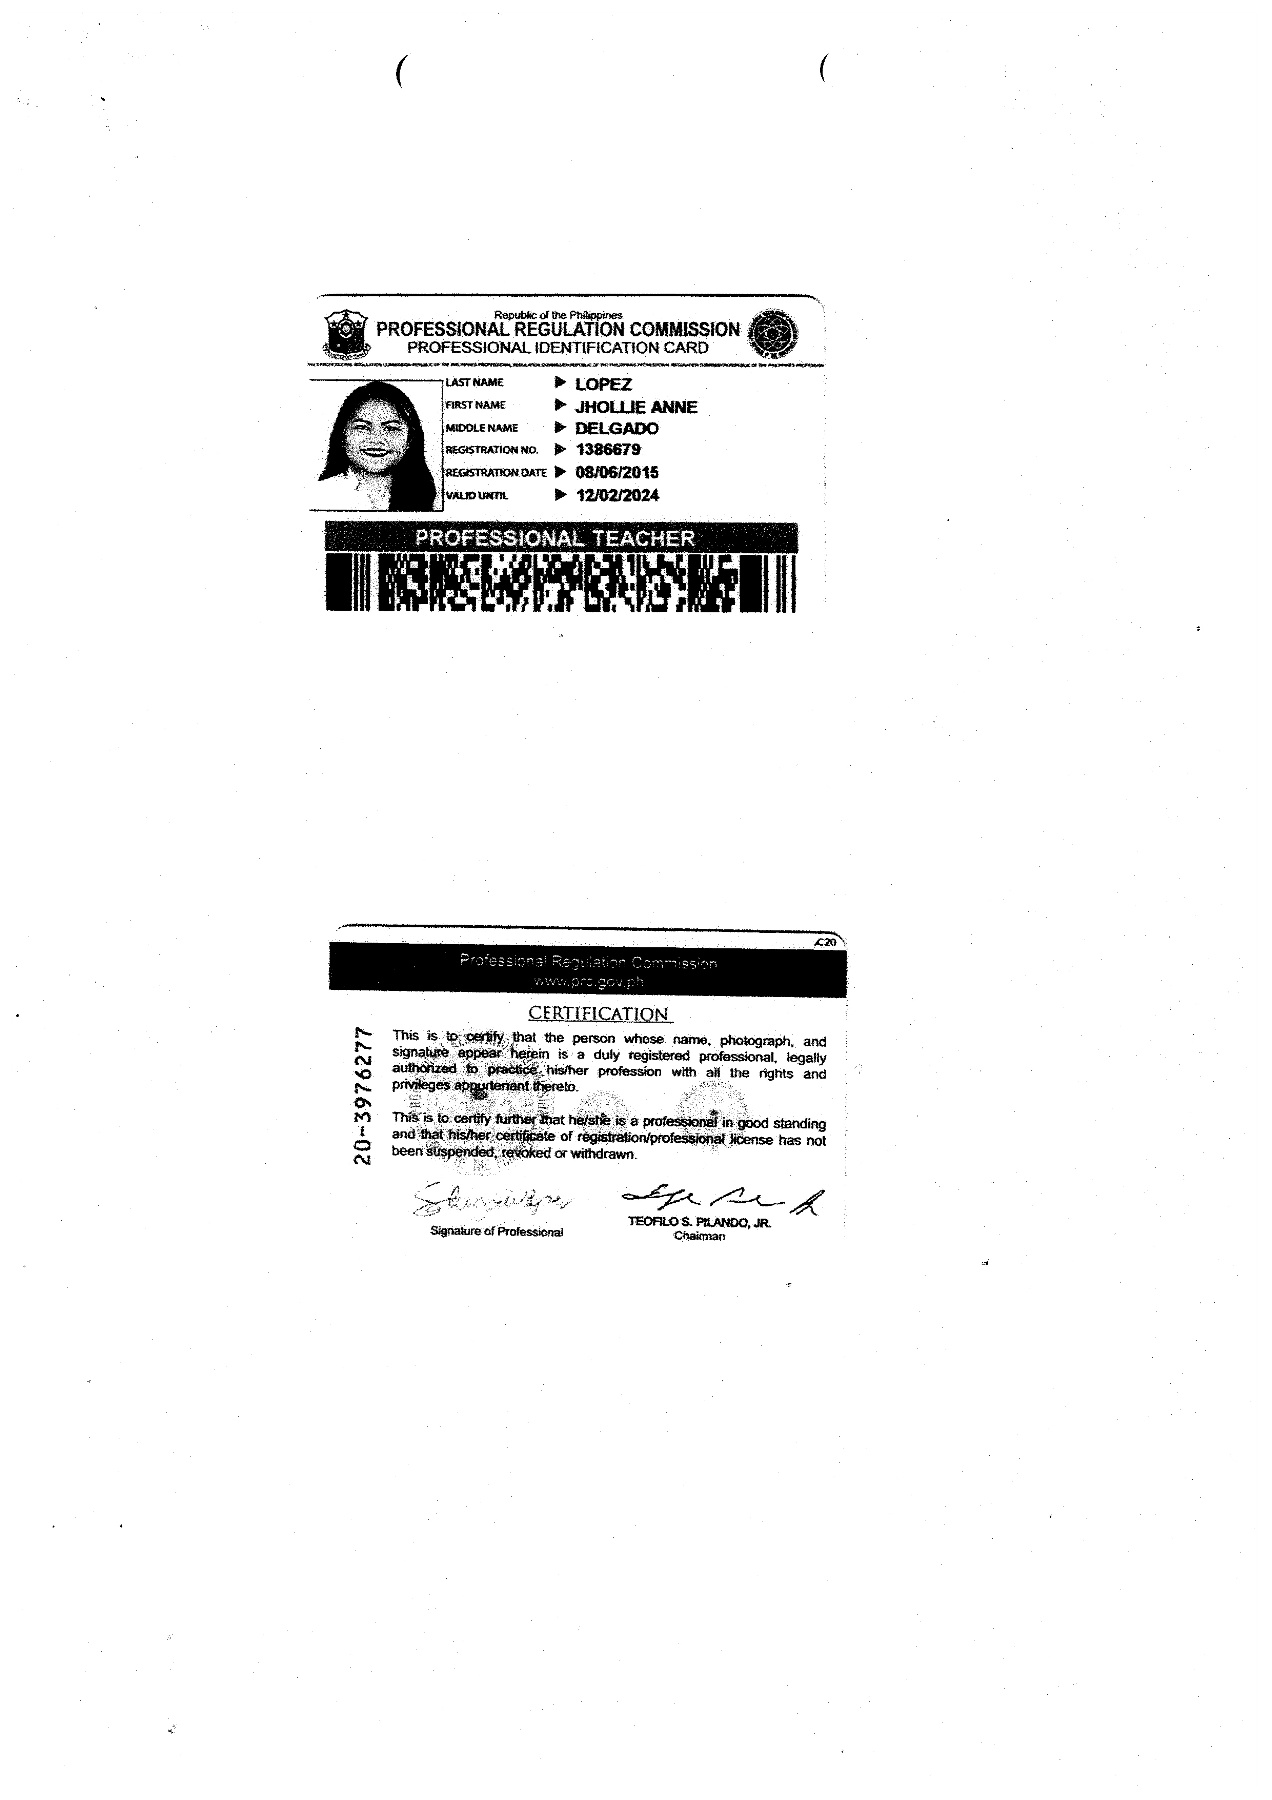 Republic of the Philippines
PROFESSIONAL REGULATION COMMISSION
PROFESSIONAL IDENTIFICATION CARD
LAST NAME LOPEZ
FIRST NAME JHOLLIE ANNE
MIDDLE NAME DELGADO
REGISTRATION NO. 1386679
REGISTRATION DATE 08/06/2015
VALID UNTIL 12/02/2024
PROFESSIONAL TEACHER
C20
Professional Regulation Commission
www.prc.gov.ph
CERTIFICATION
This is to certify that the person whose name, photograph, and
signature appear herein is a duly registered professional, legally
authorized to practice his/her profession with all the rights and
privileges appurtenant thereto.
This is to certify further that he/she is a professional in good standing
and that his/her certificate of registration/professional license has not
been suspended, revoked or withdrawn.
20-3976277
Signature of Professional
TEOFILO S. PILANDO, JR.
Chairman